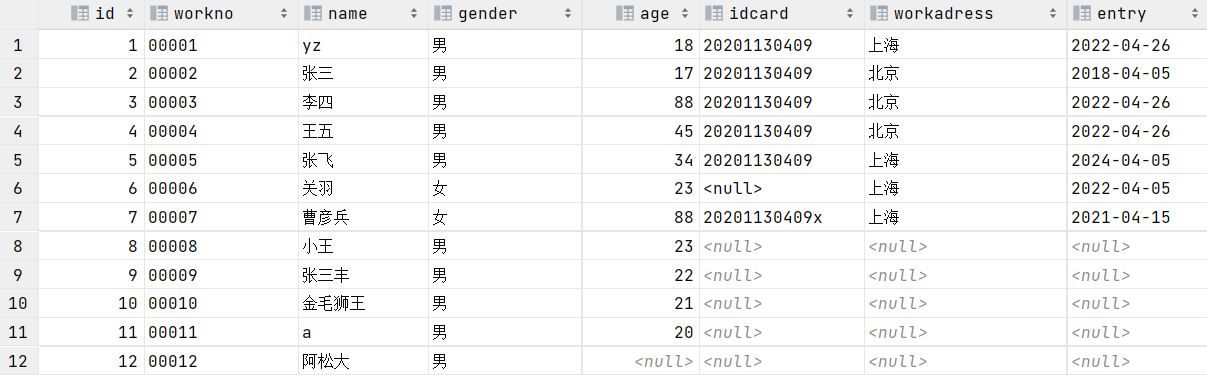 id workno name gender age idcard workadress entry
1 1 00001 yz 男 18 20201130409 上海 2022-04-26
2 2 00002 张三 男 17 20201130409 北京 2018-04-05
3 3 00003 李四 男 88 20201130409 北京 2022-04-26
4 4 00004 王五 男 45 20201130409 北京 2022-04-26
5 5 00005 张飞 男 34 20201130409 上海 2024-04-05
6 6 00006 关羽 女 23 <null> 上海 2022-04-05
7 7 00007 曹彦兵 女 88 20201130409x 上海 2021-04-15
8 8 00008 小王 男 23 <null> <null> <null>
9 9 00009 张三丰 男 22 <null> <null> <null>
10 10 00010 金毛狮王 男 21 <null> <null> <null>
11 11 00011 a 男 20 <null> <null> <null>
12 12 00012 阿松大 男 <null> <null> <null> <null>